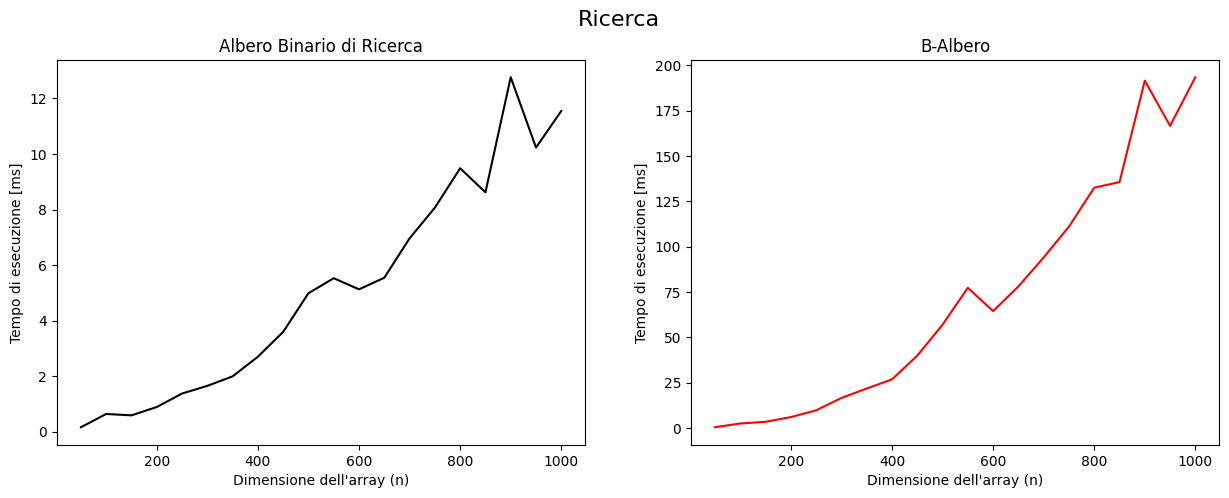 Ricerca
Albero Binario di Ricerca
Tempo di esecuzione [ms]
12
10
8
6
4
2
0
200 400 600 800 1000
Dimensione dell'array (n)
B-Albero
Tempo di esecuzione [ms]
200
175
150
125
100
75
50
25
0
200 400 600 800 1000
Dimensione dell'array (n)